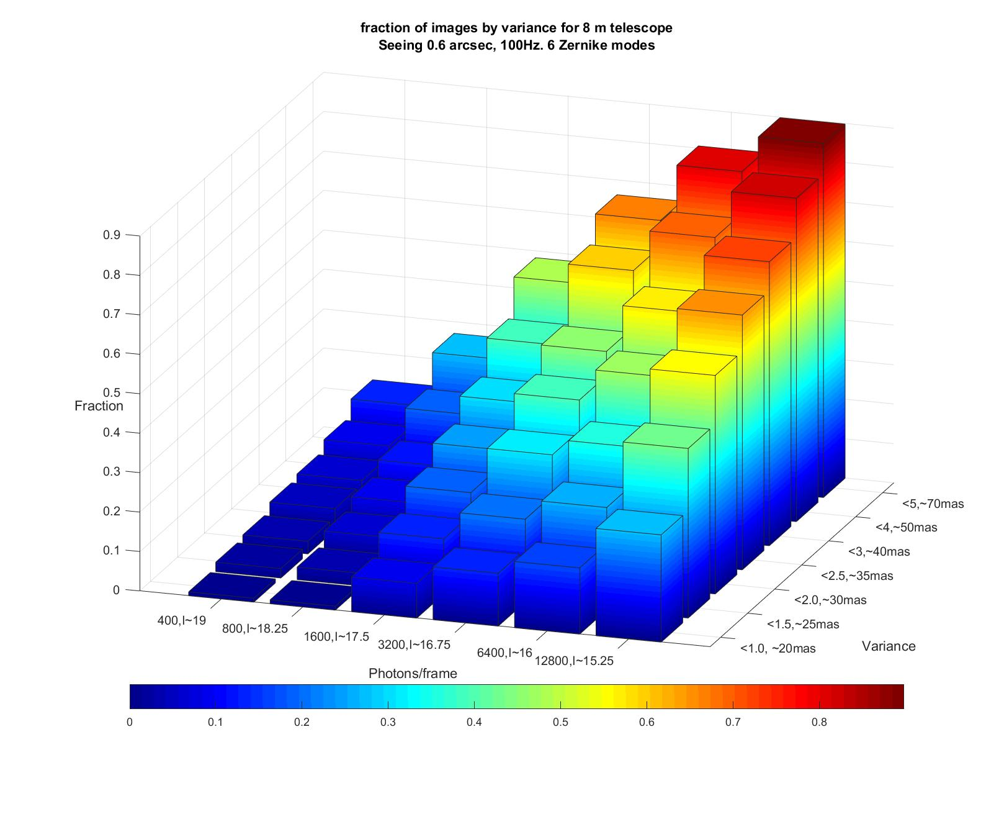 fraction of images by variance for 8 m telescope
Seeing 0.6 arcsec, 100Hz. 6 Zernike modes
0.9
0.8
0.7
0.6
0.5
Fraction
0.4
0.3
0.2
0.1
0
<5,~70mas
<4,~50mas
<3,~40mas
<2.5,~35mas
<2.0,~30mas
<1.5,~25mas
<1.0, ~20mas
Variance
400,I~19
800,I~18.25
1600,I~17.5
3200,I~16.75
6400,I~16
12800,I~15.25
Photons/frame
0 0.1 0.2 0.3 0.4 0.5 0.6 0.7 0.8